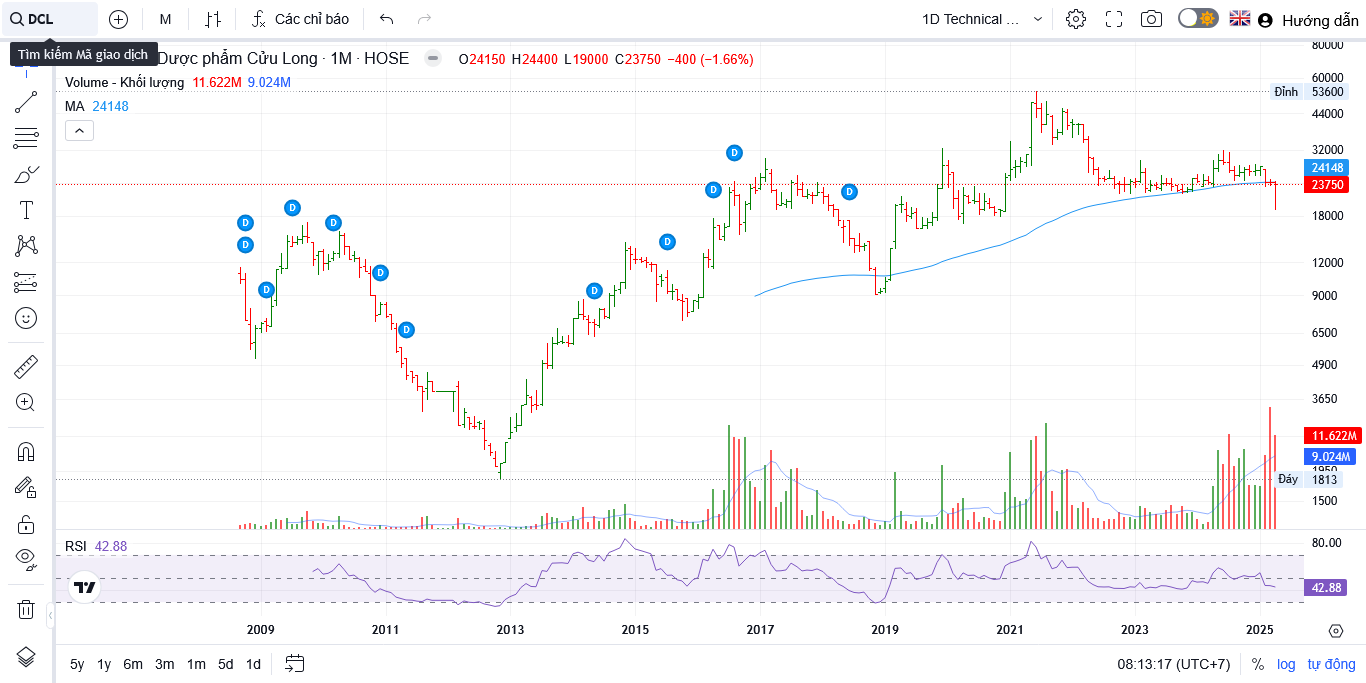 DCL
M
Các chỉ báo
1D Technical ...
Hướng dẫn
Tìm kiếm Mã giao dịch
Dược phẩm Cửu Long · 1M · HOSE
O24150 H24400 L19000 C23750 −400 (−1.66%)
Volume - Khối lượng 11.622M 9.024M
MA 24148
80000
60000
Đỉnh 53600
44000
32000
24148
23750
18000
12000
9000
6500
4900
3650
11.622M
9.024M
1950
Đáy 1813
1500
D
D
D
D
D
D
D
D
D
D
D
D
RSI 42.88
80.00
42.88
2009 2011 2013 2015 2017 2019 2021 2023 2025
5y 1y 6m 3m 1m 5d 1d
08:13:17 (UTC+7) % log tự động